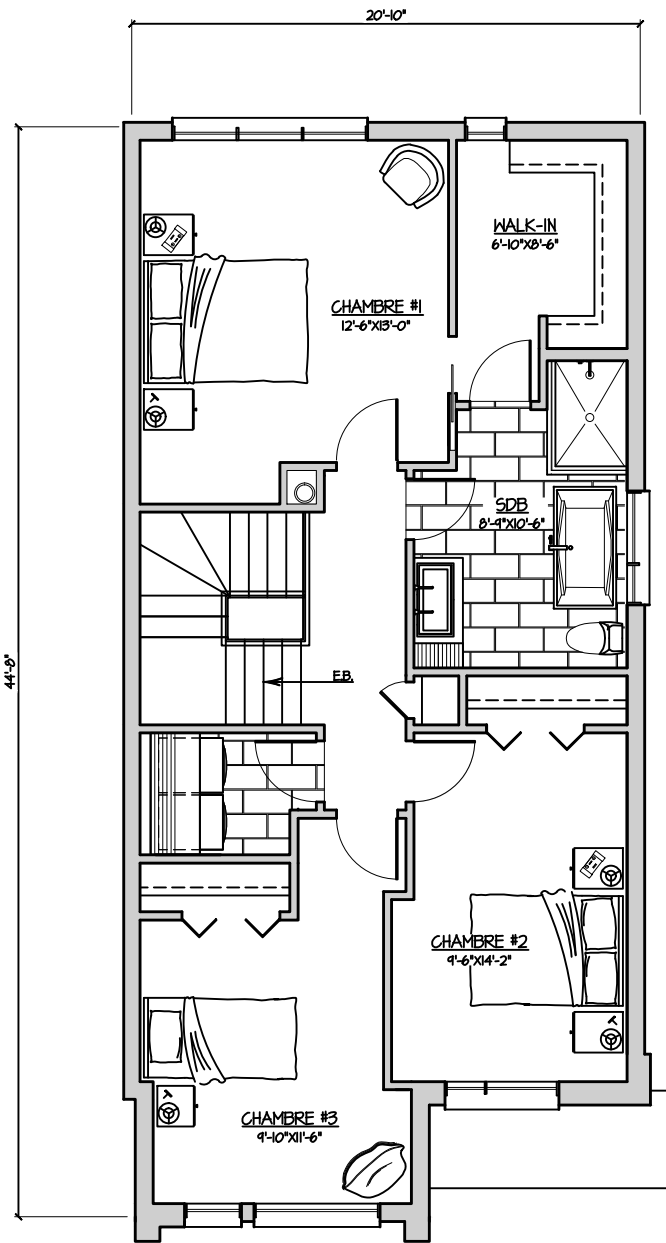 20'-10"
WALK-IN
6'-10"X8'-6"
CHAMBRE #1
12'-6"X13'-0"
SDB
8'-9"X10'-6"
44'-8"
E.B.
CHAMBRE #2
9'-6"X14'-2"
CHAMBRE #3
9'-10"X11'-6"